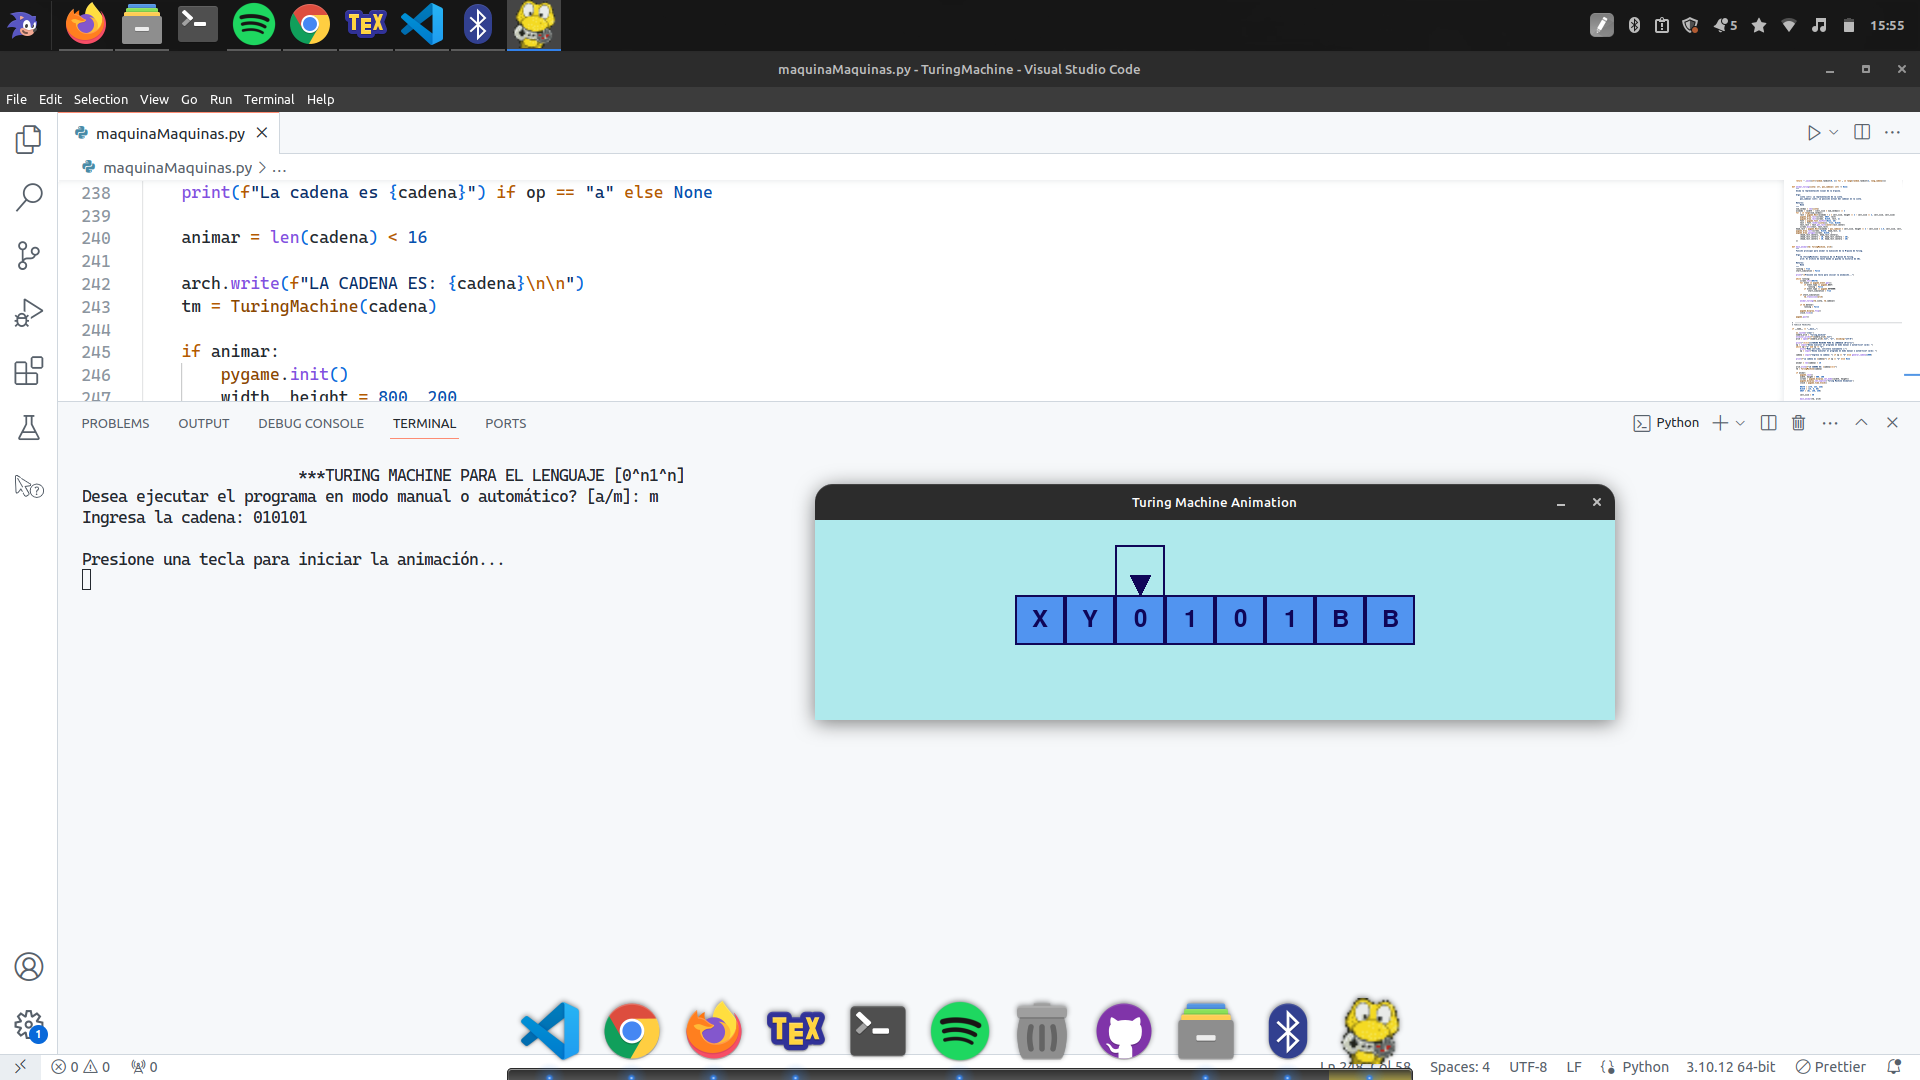 TEX
5
15:55
maquinaMaquinas.py - TuringMachine - Visual Studio Code
File Edit Selection View Go Run Terminal Help
maquinaMaquinas.py
maquinaMaquinas.py > ...
238 print(f"La cadena es {cadena}") if op == "a" else None
239
240 animar = len(cadena) < 16
241
242 arch.write(f"LA CADENA ES: {cadena}\n\n")
243 tm = TuringMachine(cadena)
244
245 if animar:
246 pygame.init()
247 width, height = 800, 200
PROBLEMS OUTPUT DEBUG CONSOLE TERMINAL PORTS
Python
***TURING MACHINE PARA EL LENGUAJE [0^n1^n]
Desea ejecutar el programa en modo manual o automático? [a/m]: m
Ingresa la cadena: 010101
Presione una tecla para iniciar la animación...
Turing Machine Animation
X Y 0 1 0 1 B B
TEX
1
0 0 0
Spaces: 4 UTF-8 LF Python 3.10.12 64-bit Prettier